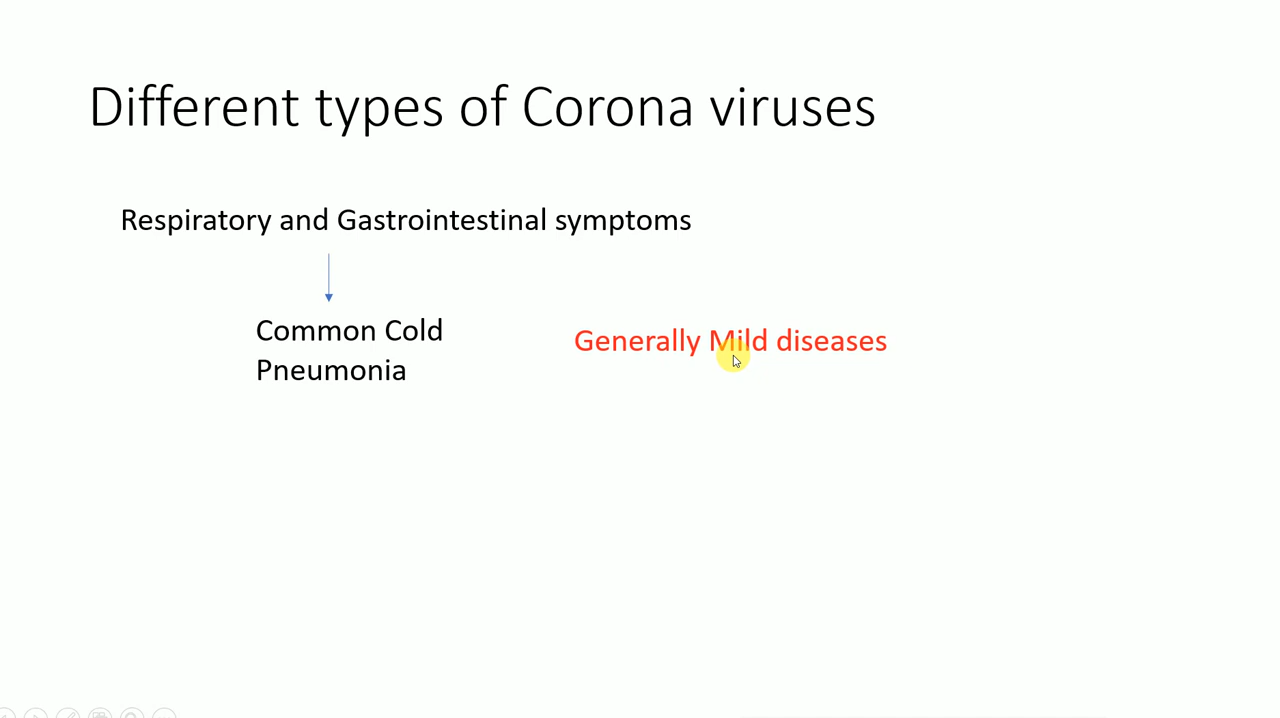 Different types of Corona viruses
Respiratory and Gastrointestinal symptoms
Common Cold
Pneumonia
Generally Mild diseases